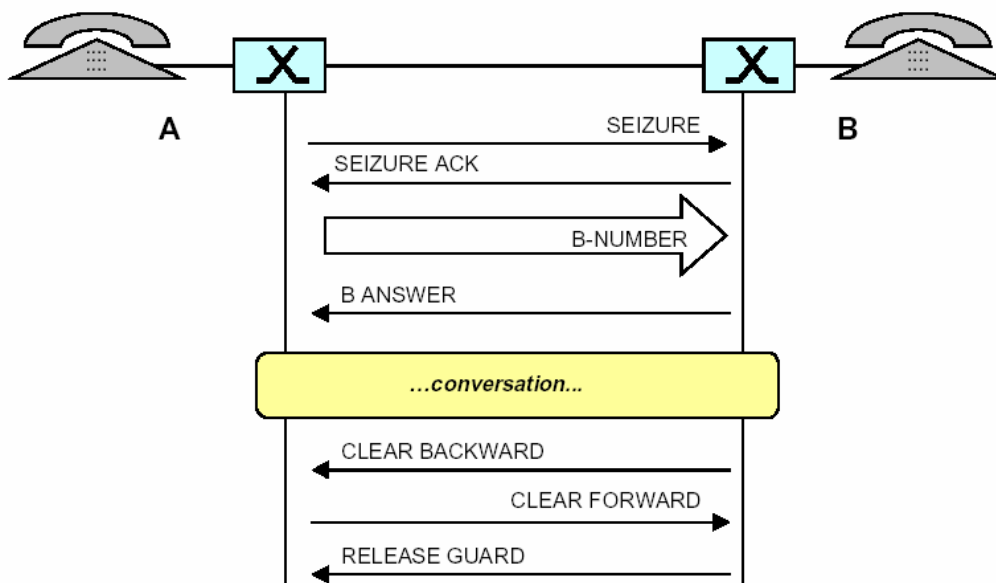 A
B
SEIZURE
SEIZURE ACK
B-NUMBER
B ANSWER
...conversation...
CLEAR BACKWARD
CLEAR FORWARD
RELEASE GUARD